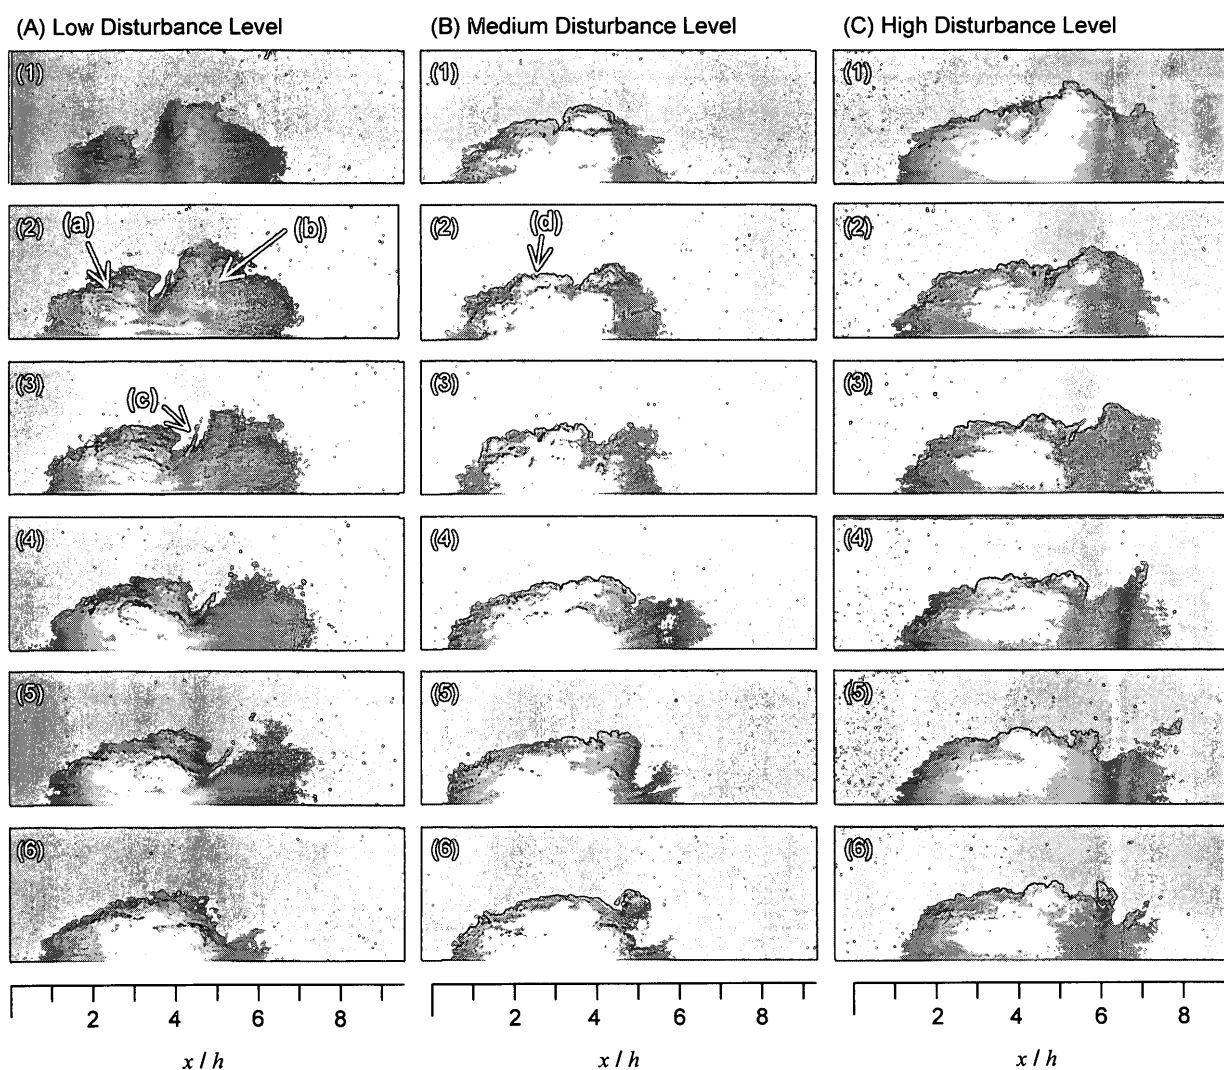 (A) Low Disturbance Level (B) Medium Disturbance Level (C) High Disturbance Level
(1) (1) (1)
(2) (a) (b) (2) (d) (2)
(3) (c) (3) (3)
(4) (4) (4)
(5) (5) (5)
(6) (6) (6)
2 4 6 8 2 4 6 8 2 4 6 8
x / h x / h x / h